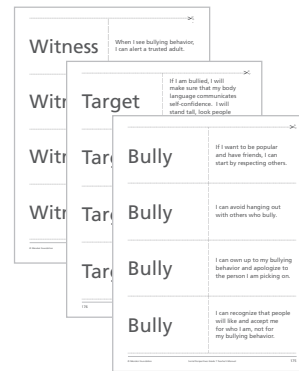 Witness
When I see bullying behavior,
I can alert a trusted adult.
Witr
Witr
Witr
Target
If I am bullied, I will
make sure that my body
language communicates
self-confidence. I will
stand tall, look people
Tar
Tar
Tar
Bully
If I want to be popular
and have friends, I can
start by respecting others.
Bully
I can avoid hanging out
with others who bully.
Bully
I can own up to my bullying
behavior and apologize to
the person I am picking on.
Bully
I can recognize that people
will like and accept me
for who I am, not for
my bullying behavior.